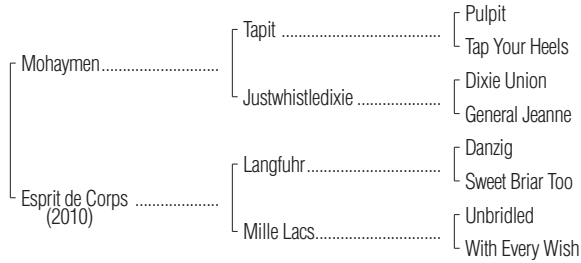 Pulpit
Tapit
Tap Your Heels
Mohaymen
Dixie Union
Justwhistledixie
General Jeanne
Danzig
Langfuhr
Sweet Briar Too
Esprit de Corps
(2010)
Unbridled
Mille Lacs
With Every Wish